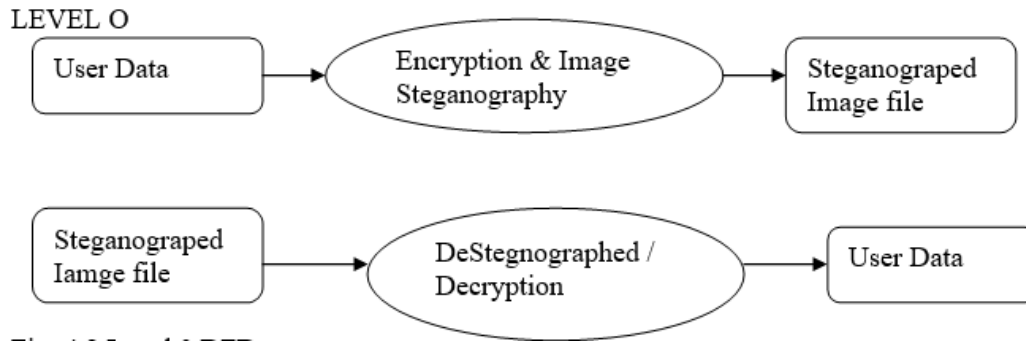 LEVEL O
User Data
Encryption & Image
Steganography
Steganograped
Image file
Steganograped
Iamge file
DeStegnographed /
Decryption
User Data